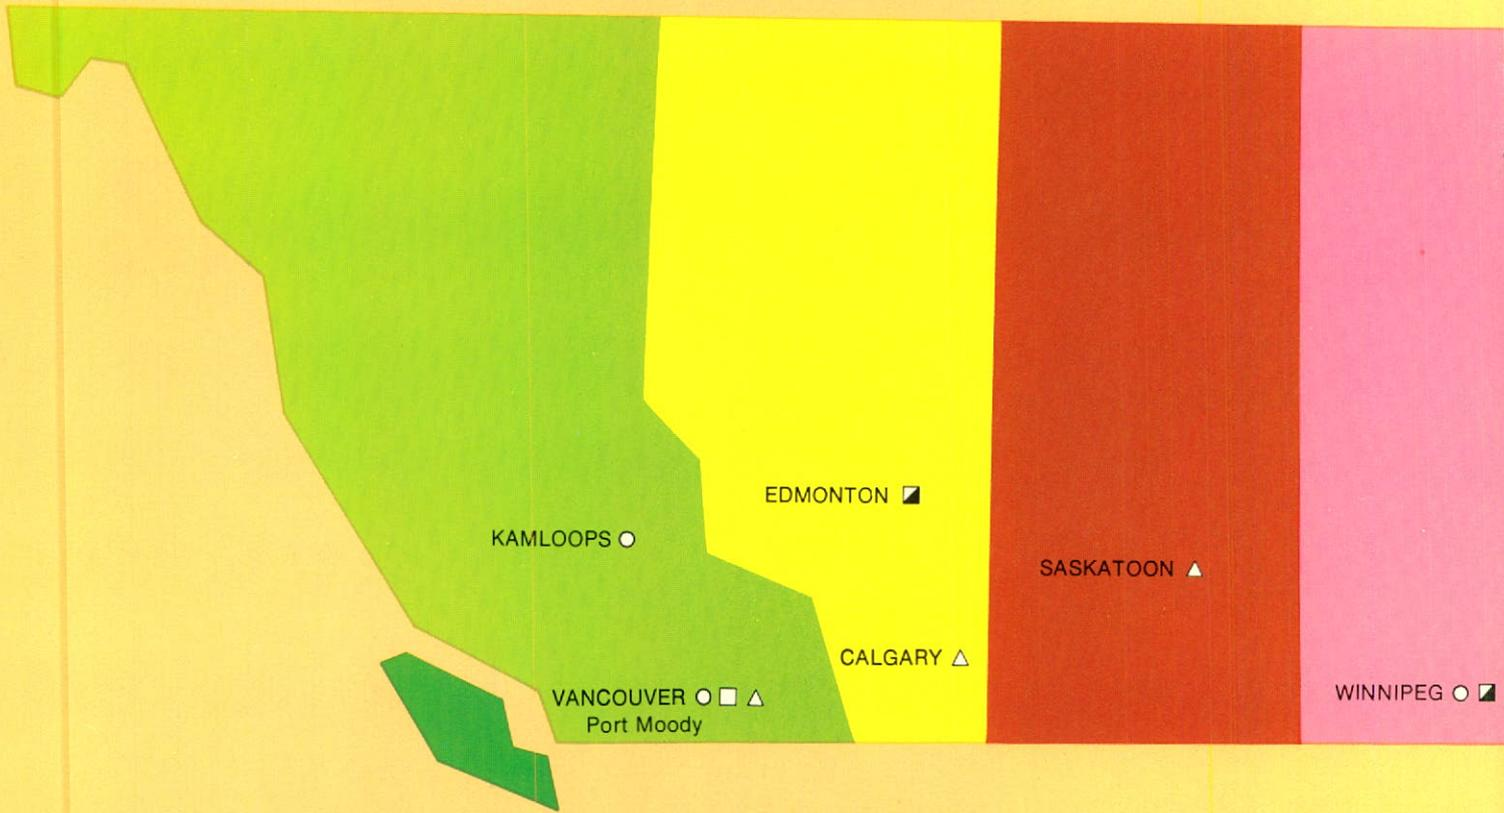 EDMONTON
KAMLOOPS
SASKATOON
CALGARY
WINNIPEG
VANCOUVER
Port Moody